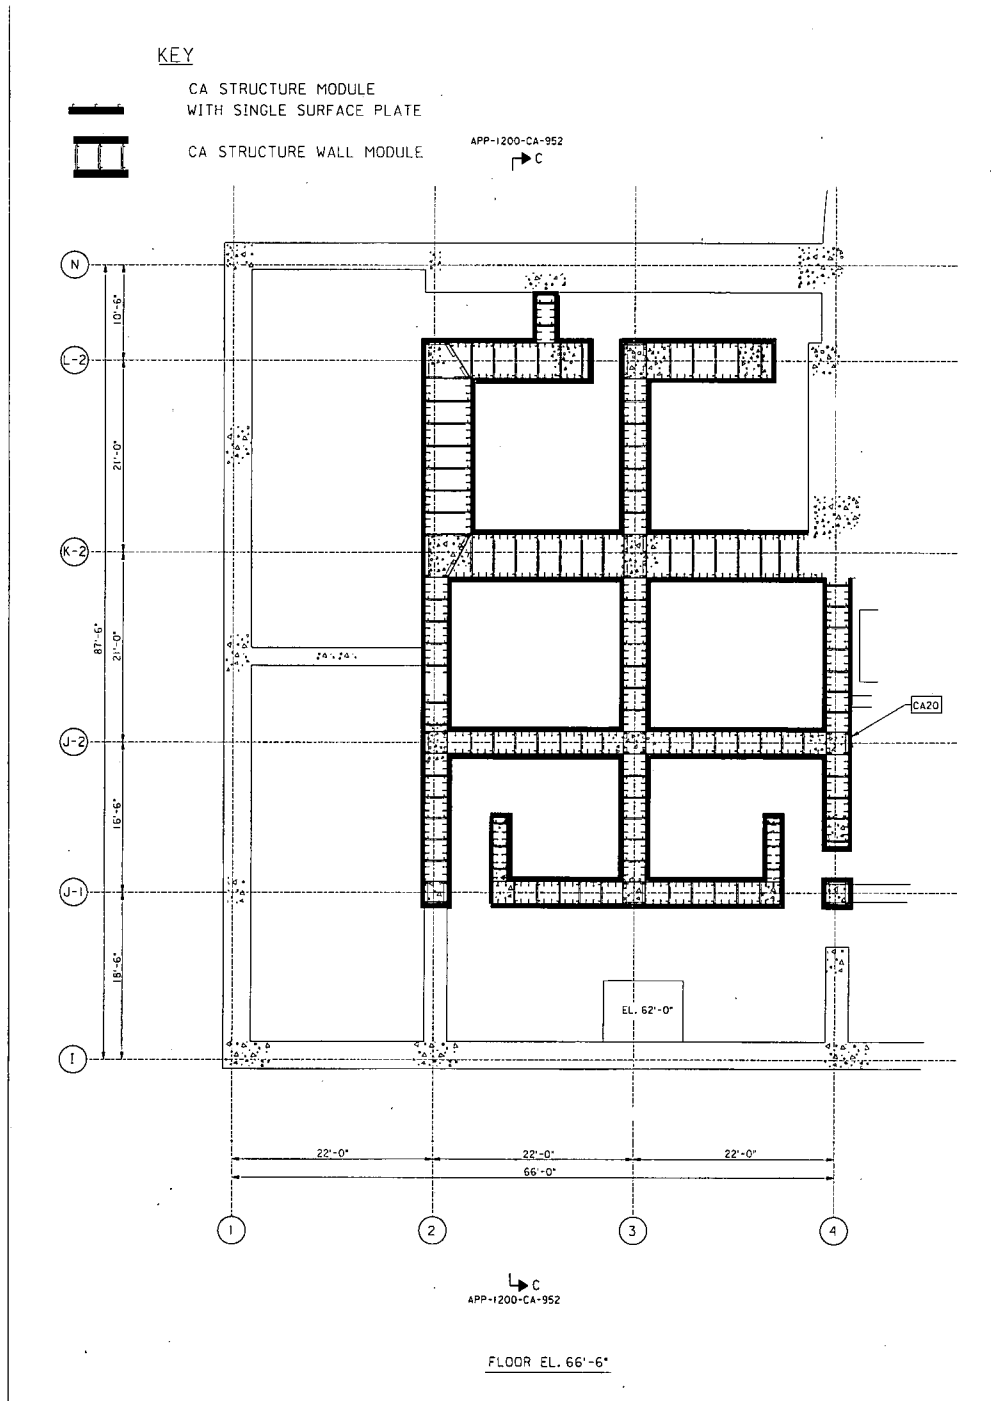 KEY
CA STRUCTURE MODULE
WITH SINGLE SURFACE PLATE
CA STRUCTURE WALL MODULE
APP-1200-CA-952
C
N
10'-6"
L-2
21'-0"
K-2
87'-6"
21'-0"
CA20
J-2
16'-6"
J-1
18'-6"
EL. 62'-0"
I
22'-0"
22'-0"
22'-0"
66'-0"
1
2
3
4
C
APP-1200-CA-952
FLOOR EL. 66'-6"